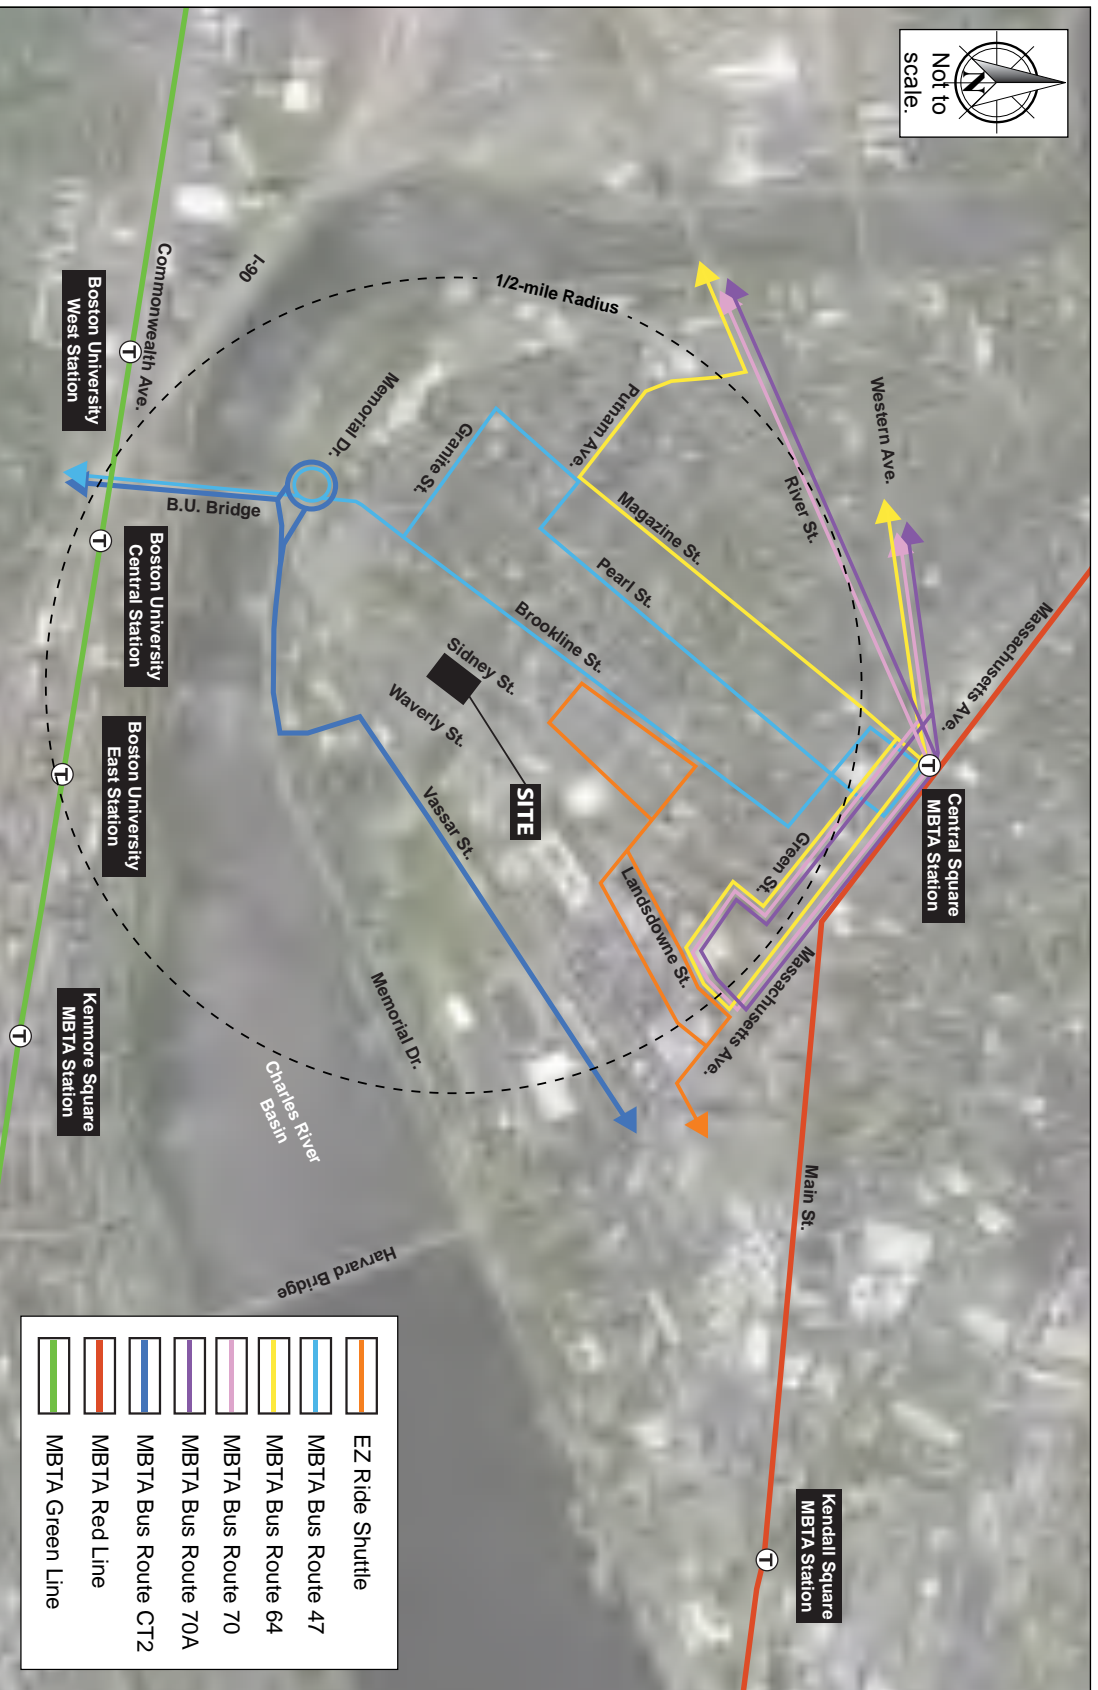 N
Not to
scale.
Massachusetts Ave.
Western Ave.
River St.
1/2-mile Radius
Putnam Ave.
Magazine St.
Pearl St.
Granite St.
Memorial Dr.
Brookline St.
Sidney St.
Waverly St.
SITE
Vassar St.
Green St.
Landsdowne St.
Massachusetts Ave.
Main St.
T
Central Square
MBTA Station
T
Kendall Square
MBTA Station
I-90
Commonwealth Ave.
T
Boston University
West Station
B.U. Bridge
T
Boston University
Central Station
T
Boston University
East Station
T
Kenmore Square
MBTA Station
Memorial Dr.
Charles River
Basin
Harvard Bridge
EZ Ride Shuttle
MBTA Bus Route 47
MBTA Bus Route 64
MBTA Bus Route 70
MBTA Bus Route 70A
MBTA Bus Route CT2
MBTA Red Line
MBTA Green Line